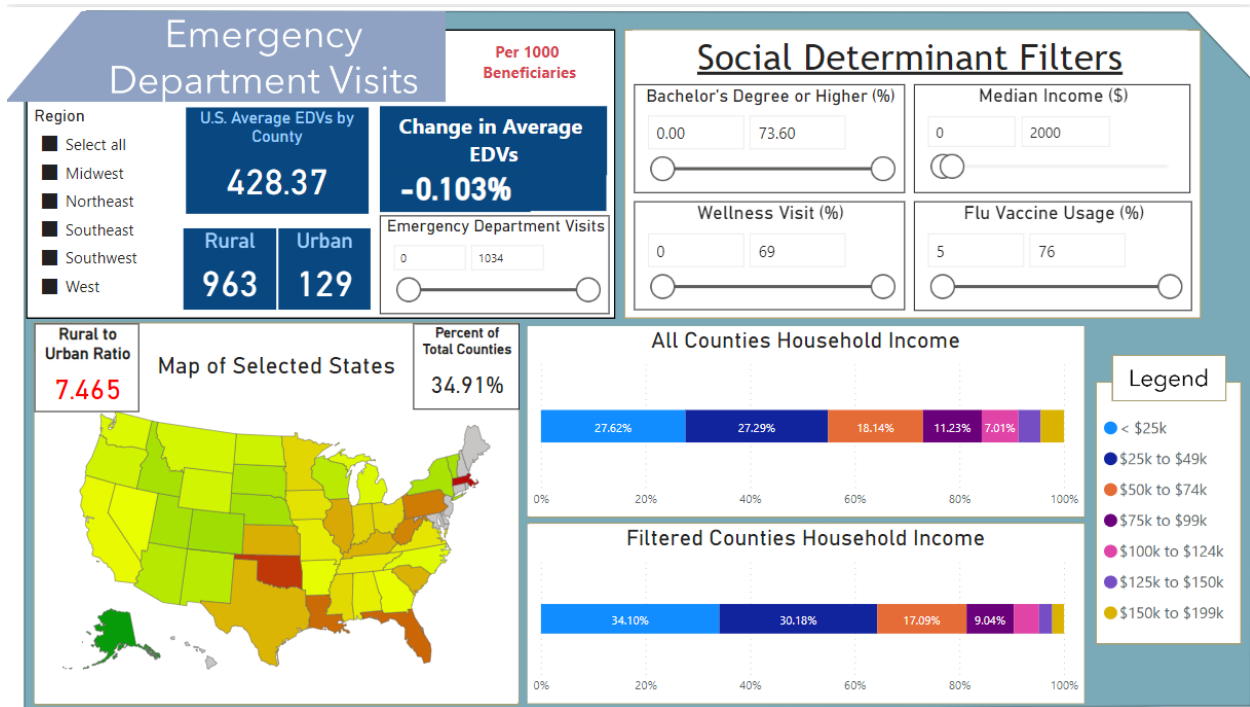 Emergency
Department Visits
Per 1000
Beneficiaries
Region
Select all
Midwest
Northeast
Southeast
Southwest
West
U.S. Average EDVs by
County
428.37
Change in Average
EDVs
-0.103%
Rural
963
Urban
129
Emergency Department Visits
0
1034
Social Determinant Filters
Bachelor's Degree or Higher (%)
0.00
73.60
Median Income ($)
0
2000
Wellness Visit (%)
0
69
Flu Vaccine Usage (%)
5
76
Rural to
Urban Ratio
7.465
Map of Selected States
Percent of
Total Counties
34.91%
All Counties Household Income
27.62%
27.29%
18.14%
11.23%
7.01%
0%
20%
40%
60%
80%
100%
Filtered Counties Household Income
34.10%
30.18%
17.09%
9.04%
0%
20%
40%
60%
80%
100%
Legend
< $25k
$25k to $49k
$50k to $74k
$75k to $99k
$100k to $124k
$125k to $150k
$150k to $199k